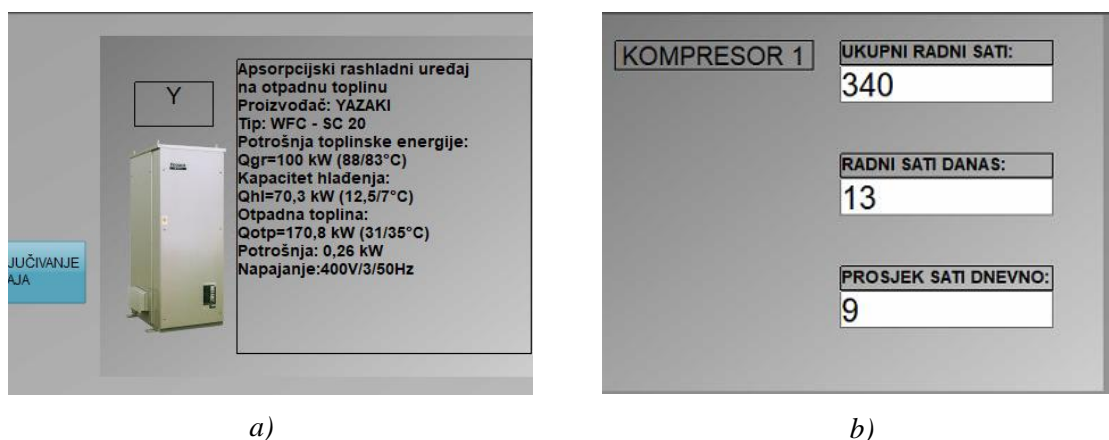 Y
Apsorpcijski rashladni uređaj
na otpadnu toplinu
Proizvođač: YAZAKI
Tip: WFC - SC 20
Potrošnja toplinske energije:
Qgr=100 kW (88/83°C)
Kapacitet hlađenja:
Qhl=70,3 kW (12,5/7°C)
Otpadna toplina:
Qotp=170,8 kW (31/35°C)
Potrošnja: 0,26 kW
Napajanje:400V/3/50Hz
JUČIVANJE
AJA
a)
KOMPRESOR 1
UKUPNI RADNI SATI:
340
RADNI SATI DANAS:
13
PROSJEK SATI DNEVNO:
9
b)